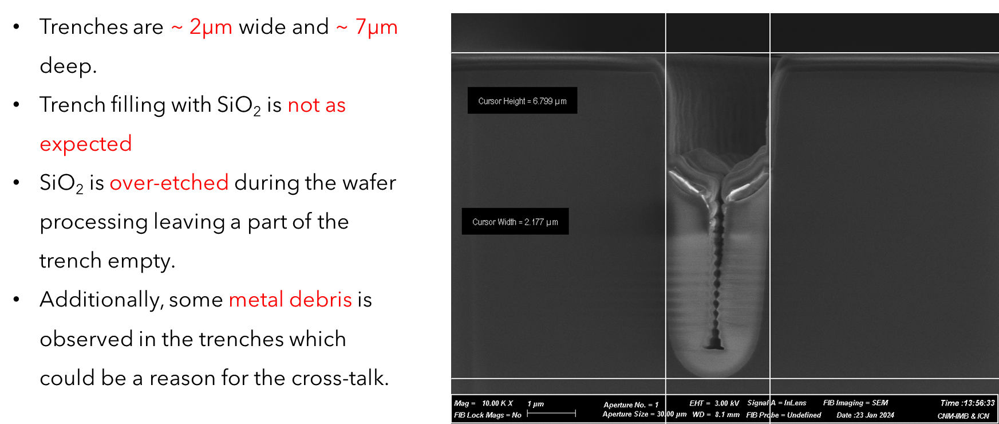 • Trenches are ~ 2µm wide and ~ 7µm
deep.
• Trench filling with SiO₂ is not as
expected
• SiO₂ is over-etched during the wafer
processing leaving a part of the
trench empty.
• Additionally, some metal debris is
observed in the trenches which
could be a reason for the cross-talk.
Cursor Height = 6.799 µm
Cursor Width = 2.177 µm
Mag = 10.00 K X 1 µm Aperture No. = 1 EHT = 3.00 kV Signal A = InLens FIB Imaging = SEM Time :13:56:33
FIB Lock Mags = No Aperture Size = 30.00 µm WD = 8.1 mm FIB Probe = Undefined Date :23 Jan 2024 CNM-IMB & ICN